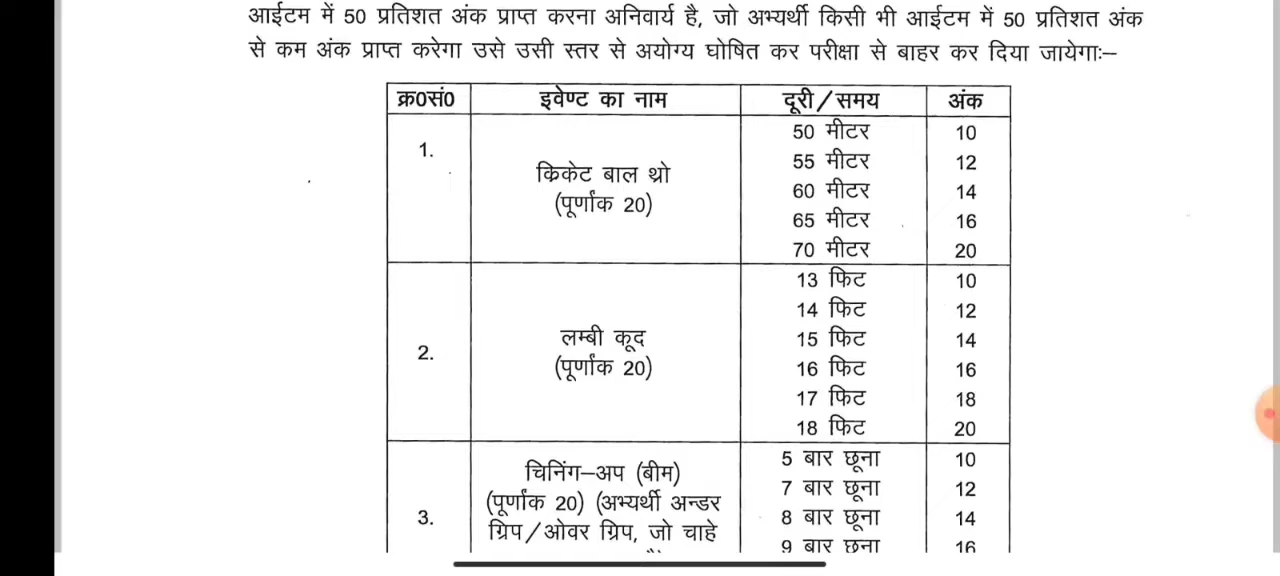 आईटम में 50 प्रतिशत अंक प्राप्त करना अनिवार्य है, जो अभ्यर्थी किसी भी आईटम में 50 प्रतिशत अंक
से कम अंक प्राप्त करेगा उसे उसी स्तर से अयोग्य घोषित कर परीक्षा से बाहर कर दिया जायेगाः–
क्र0सं0 इवेण्ट का नाम दूरी/समय अंक
1. क्रिकेट बाल थ्रो
(पूर्णांक 20)
50 मीटर 10
55 मीटर 12
60 मीटर 14
65 मीटर 16
70 मीटर 20
2. लम्बी कूद
(पूर्णांक 20)
13 फिट 10
14 फिट 12
15 फिट 14
16 फिट 16
17 फिट 18
18 फिट 20
3. चिनिंग–अप (बीम)
(पूर्णांक 20) (अभ्यर्थी अन्डर
ग्रिप/ओवर ग्रिप, जो चाहे
5 बार छूना 10
7 बार छूना 12
8 बार छूना 14
9 बार छूना 16